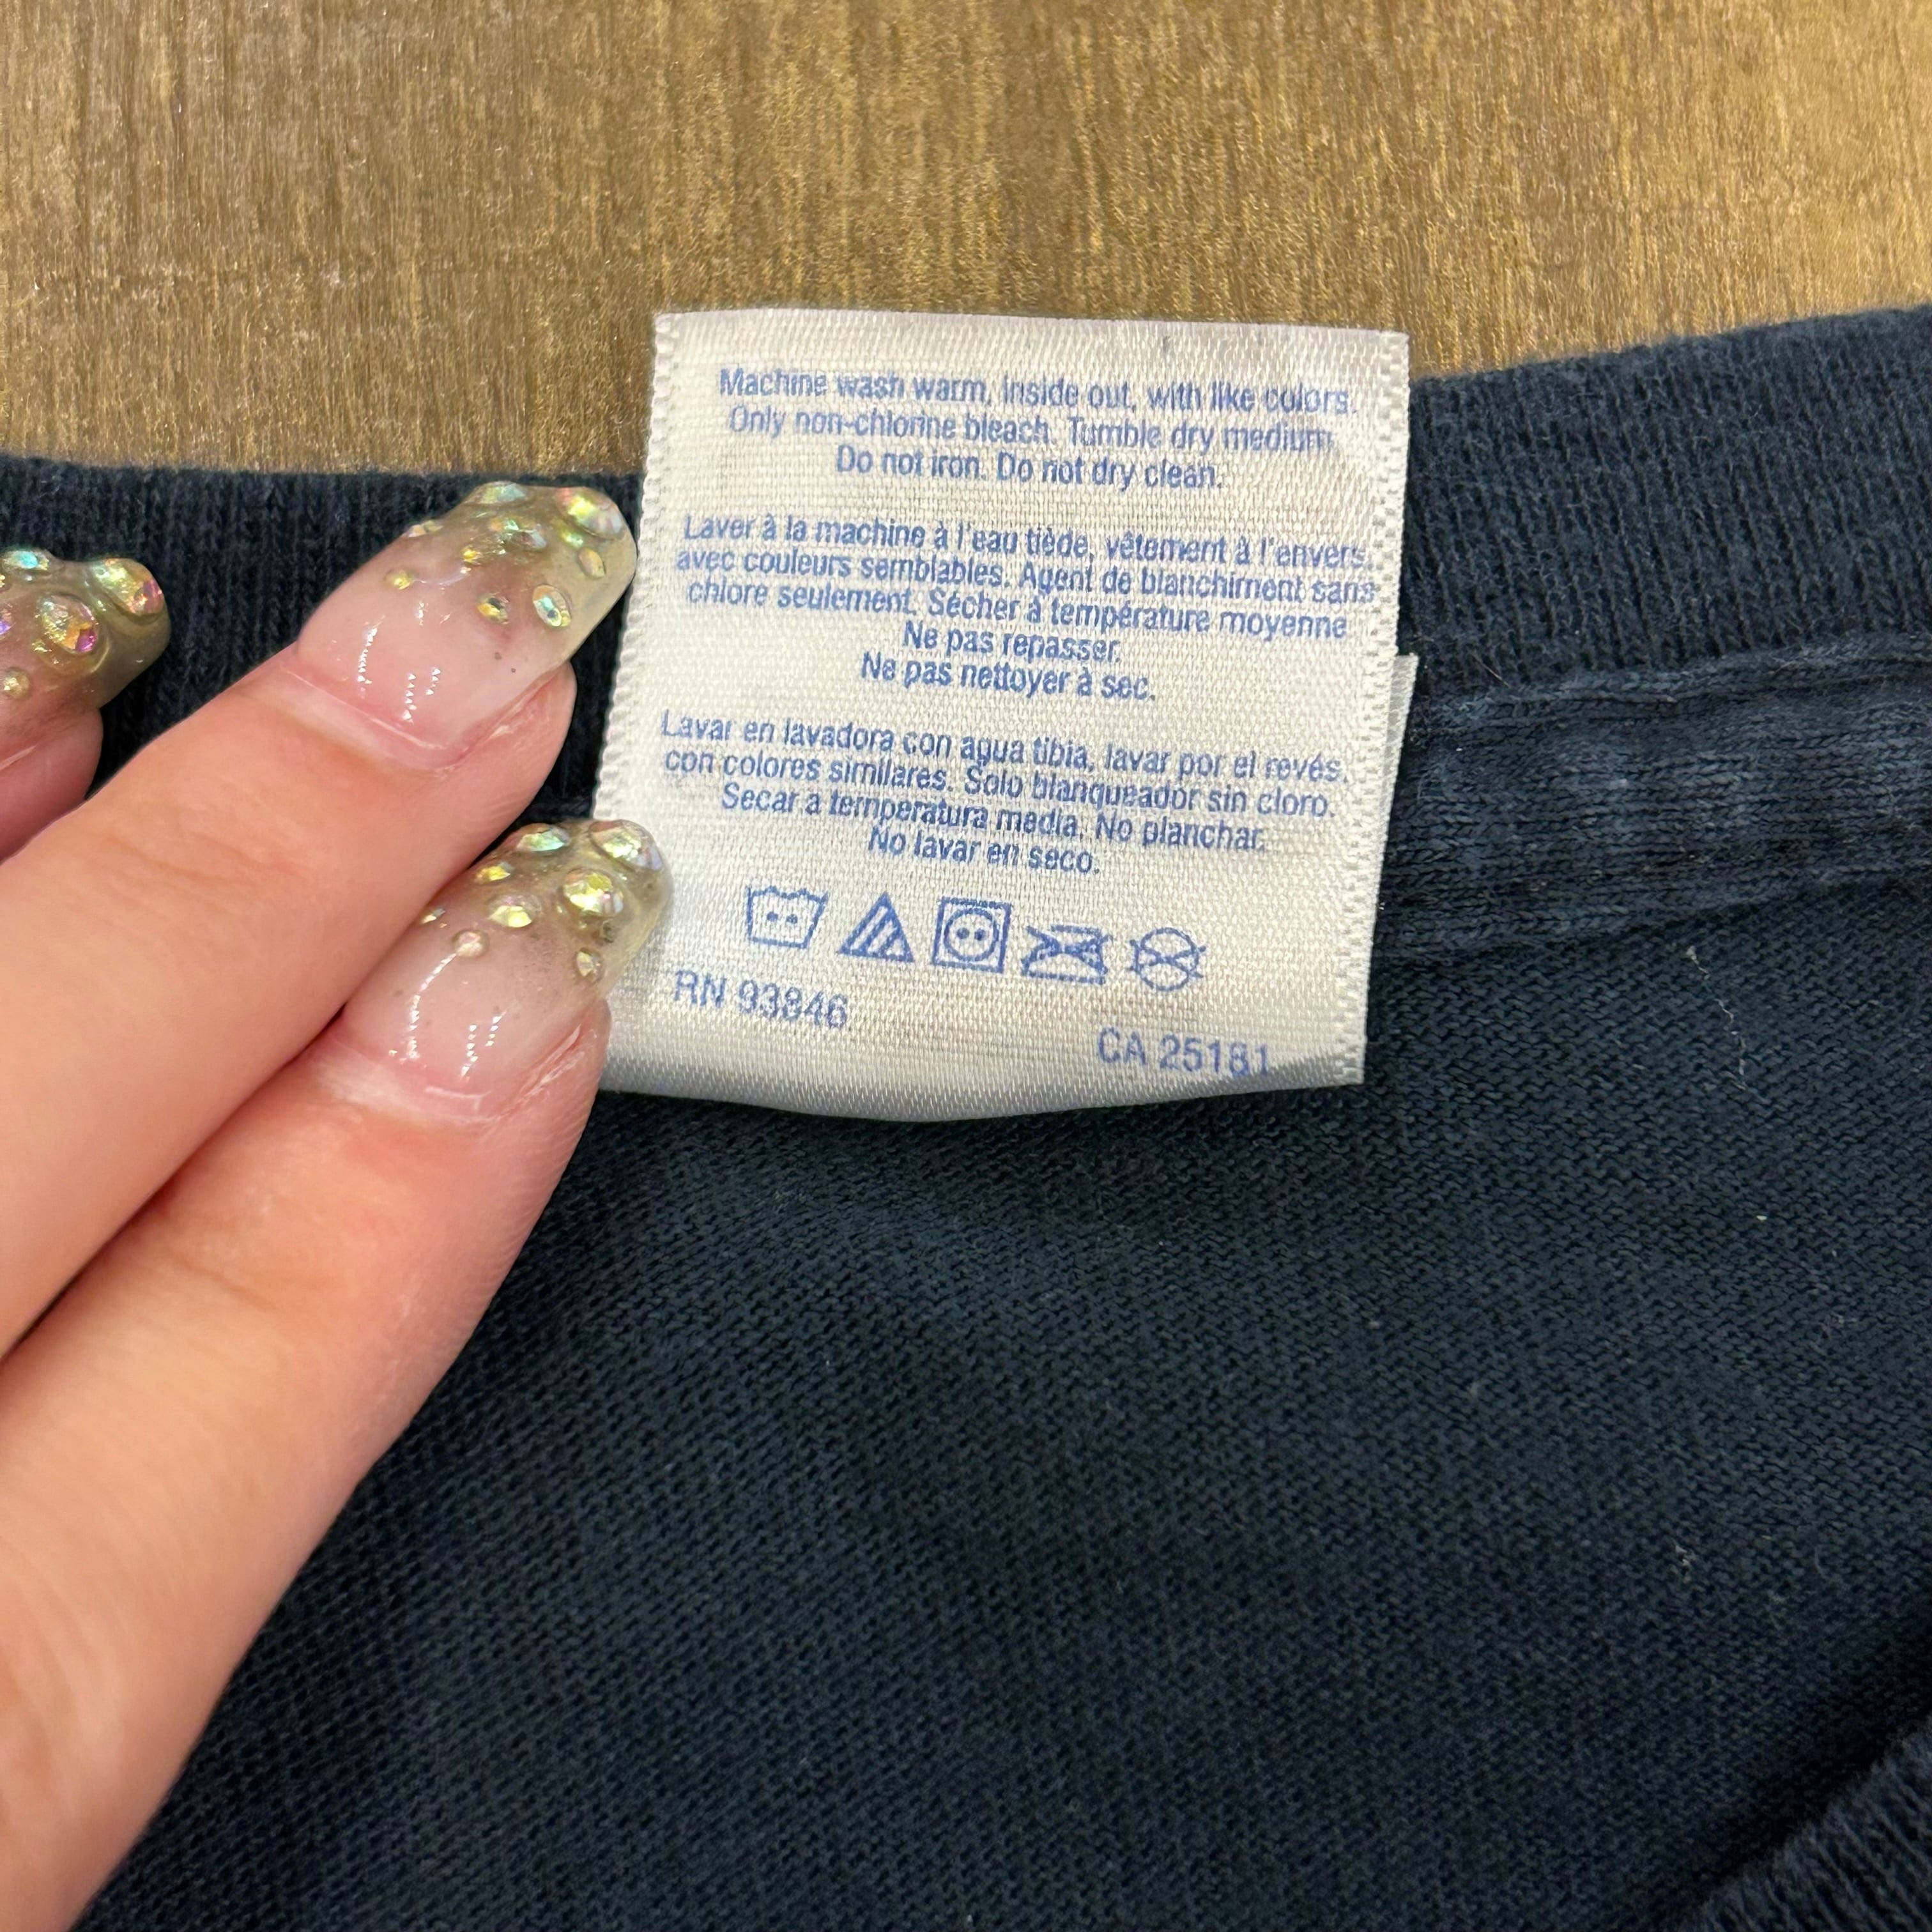 Machine wash warm, inside out, with like colors.
Only non-chlorine bleach. Tumble dry medium.
Do not iron. Do not dry clean.
Laver à la machine à l'eau tiède, vêtement à l'envers,
avec couleurs semblables. Agent de blanchiment sans
chlore seulement. Sécher à température moyenne
Ne pas repasser.
Ne pas nettoyer à sec.
Lavar en lavadora con agua tibia, lavar por el revés,
con colores similares. Solo blanqueador sin cloro.
Secar a temperatura media. No planchar.
No lavar en seco.
RN 93846
CA 25181